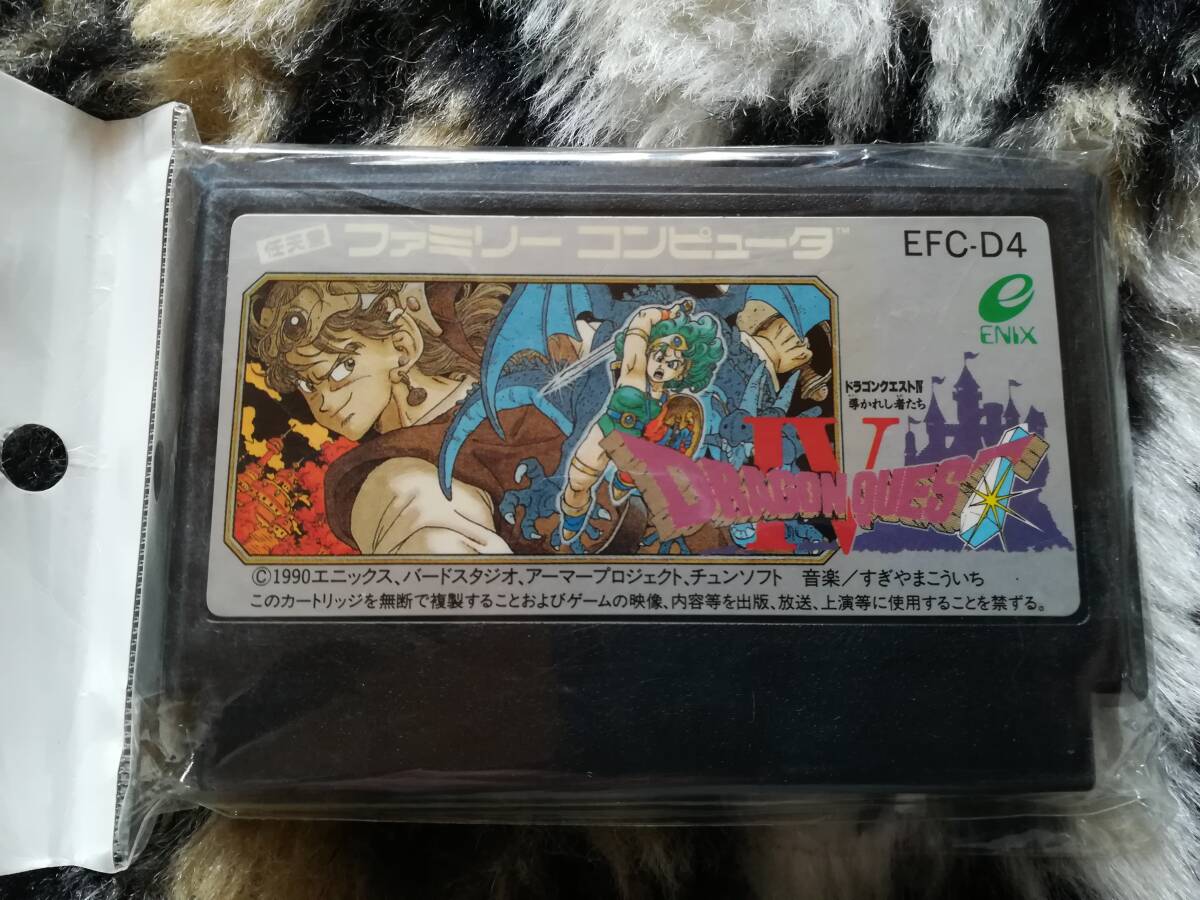 任天堂 ファミリー コンピュータ™
EFC-D4
ENIX
ドラゴンクエストIV
導かれし者たち
IV
DRAGON QUEST
©1990エニックス、バードスタジオ、アーマープロジェクト、チュンソフト 音楽/すぎやまこういち
このカートリッジを無断で複製することおよびゲームの映像、内容等を出版、放送、上演等に使用することを禁ずる。